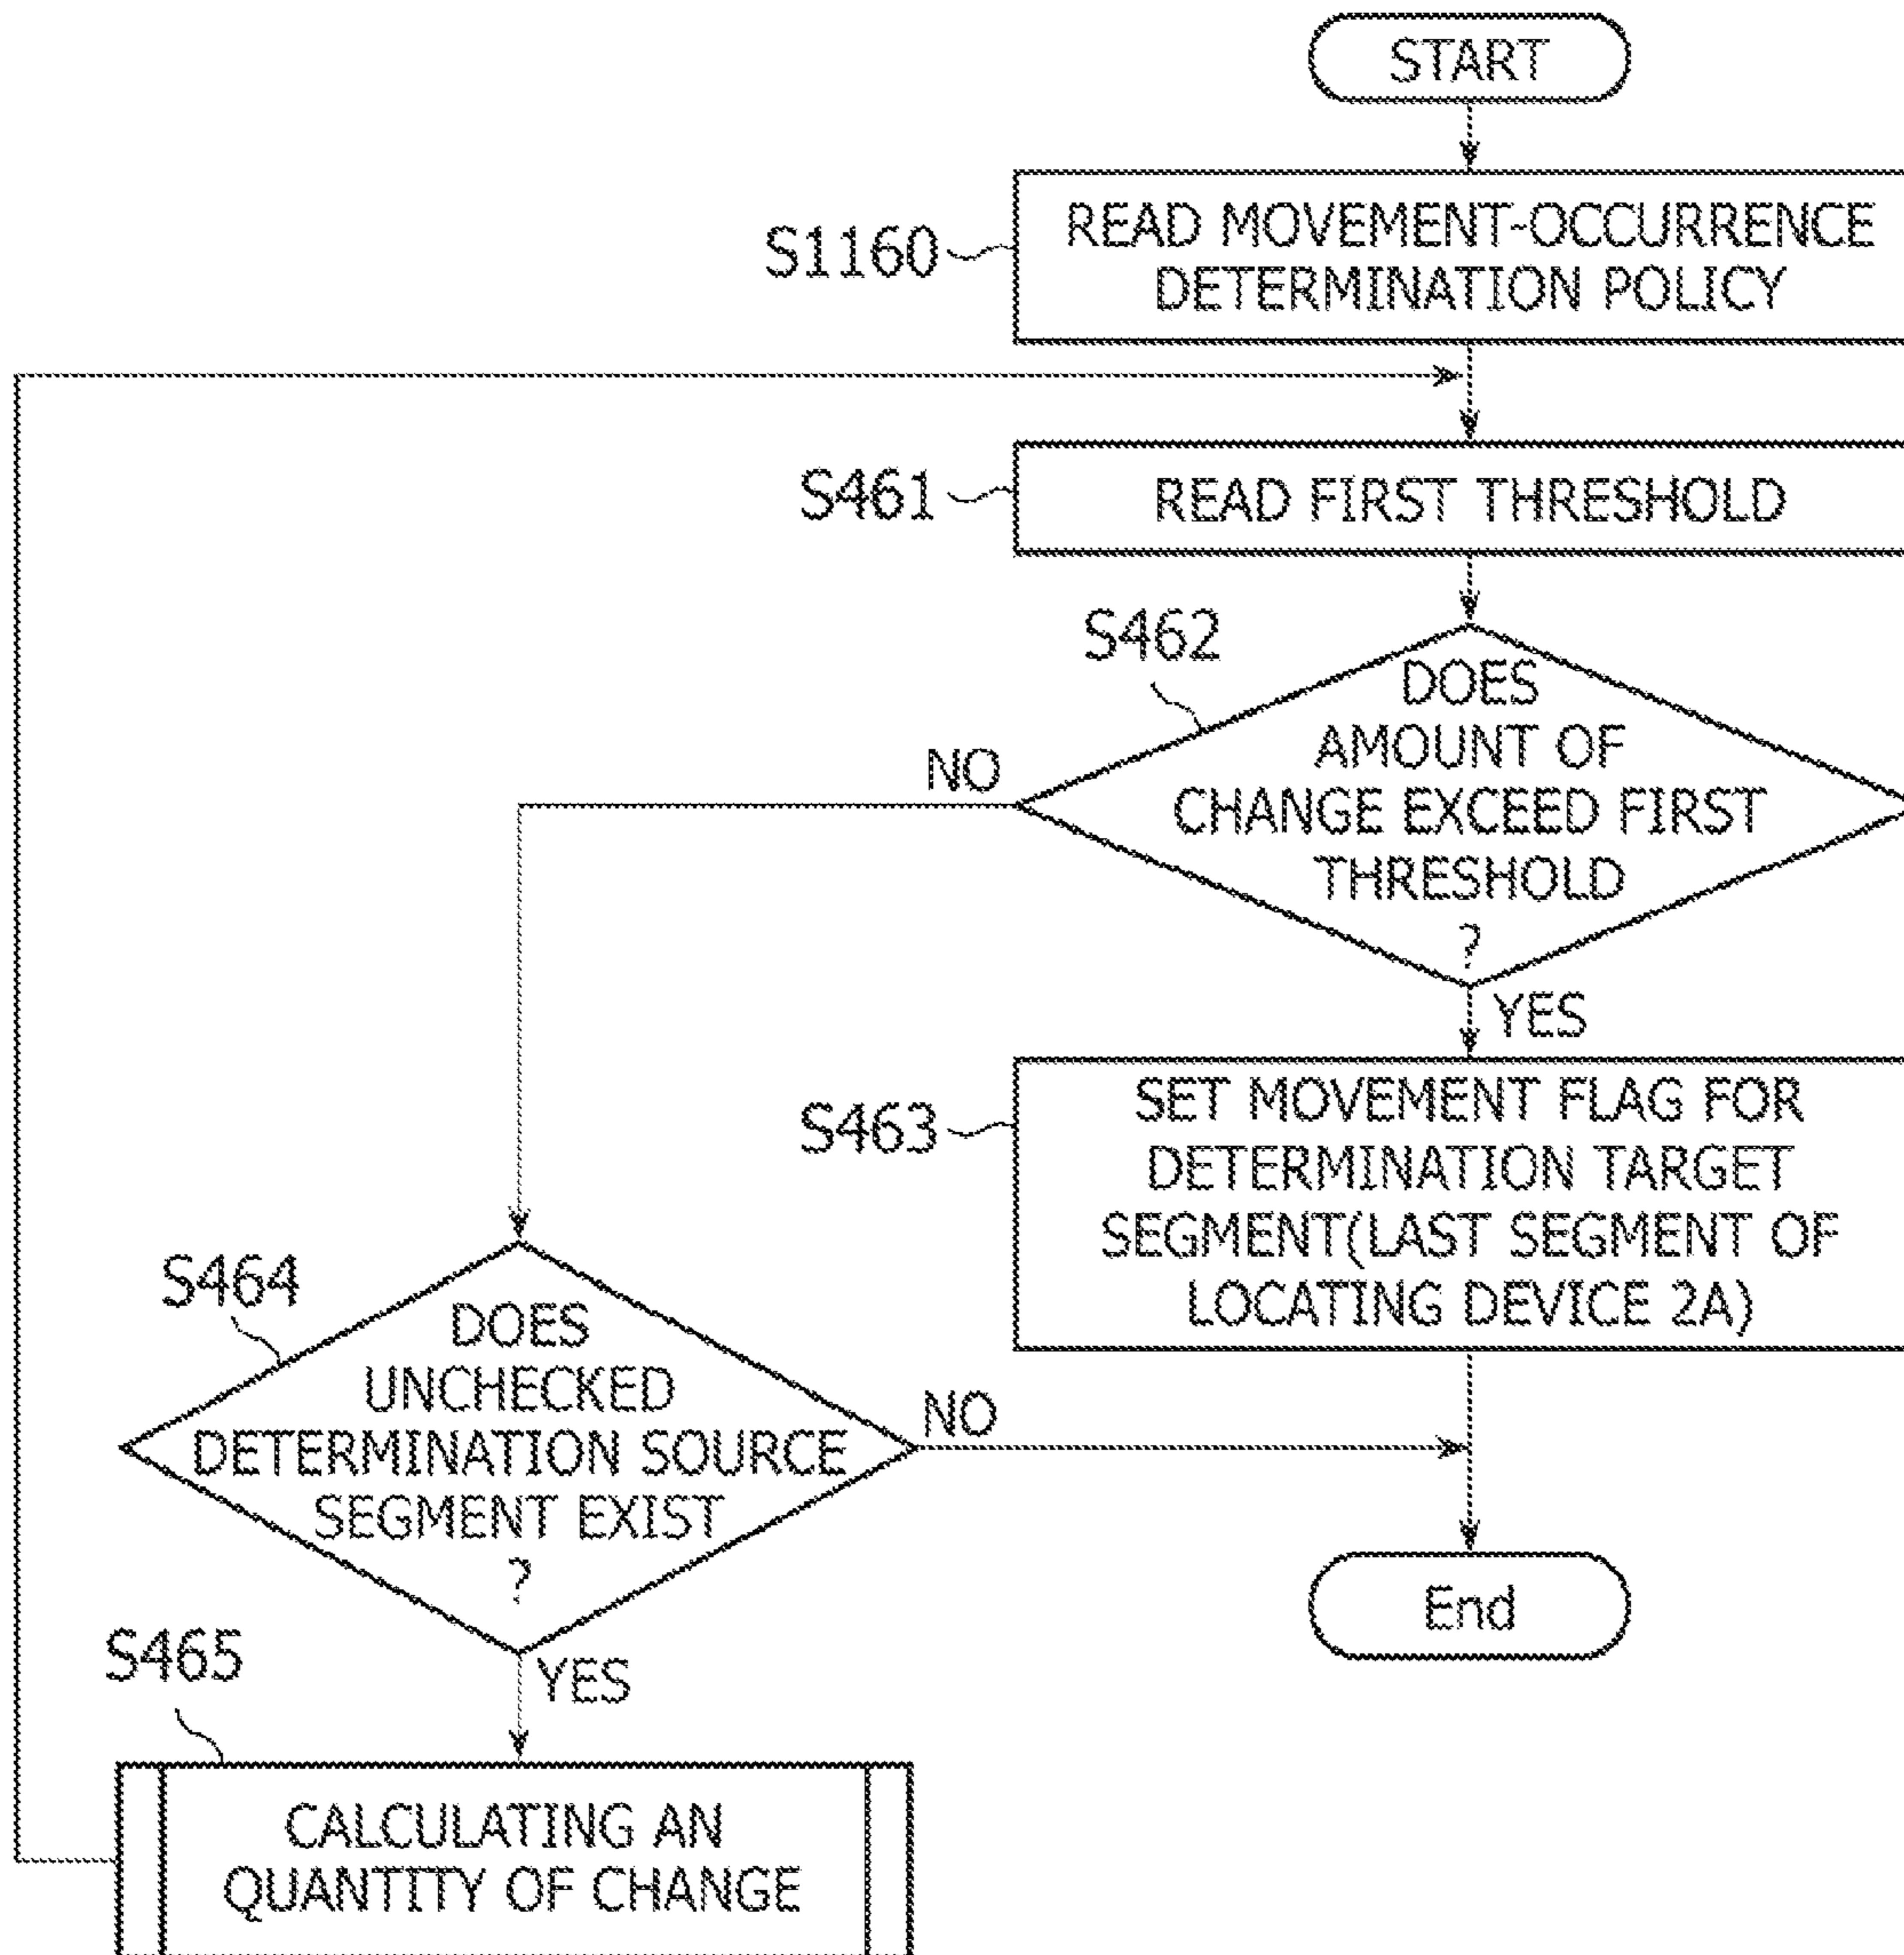 START
S1160
READ MOVEMENT-OCCURRENCE
DETERMINATION POLICY
S461
READ FIRST THRESHOLD
S462
DOES
AMOUNT OF
CHANGE EXCEED FIRST
THRESHOLD
?
NO
YES
S463
SET MOVEMENT FLAG FOR
DETERMINATION TARGET
SEGMENT(LAST SEGMENT OF
LOCATING DEVICE 2A)
S464
DOES
UNCHECKED
DETERMINATION SOURCE
SEGMENT EXIST
?
NO
YES
End
S465
CALCULATING AN
QUANTITY OF CHANGE